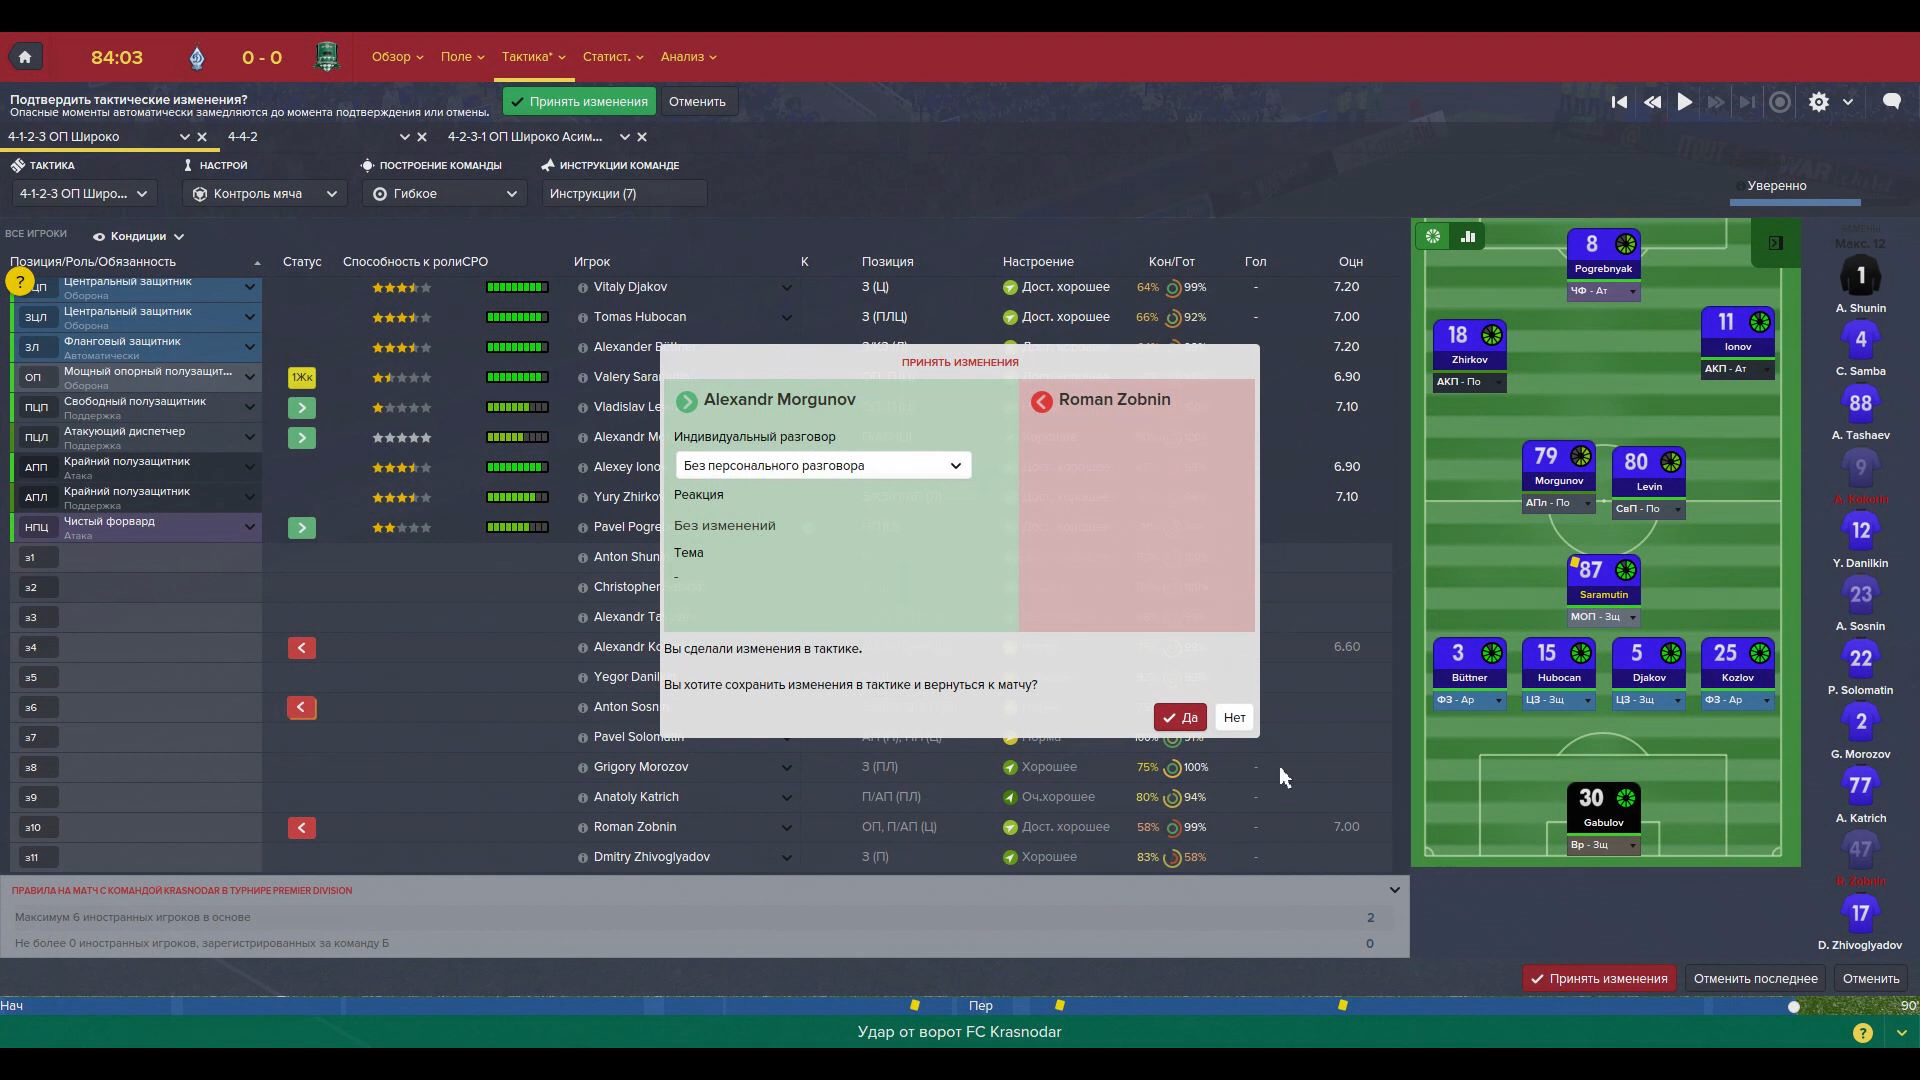 84:03
0 - 0
Обзор
Поле
Тактика*
Статист.
Анализ
Подтвердить тактические изменения?
Опасные моменты автоматически замедляются до момента подтверждения или отмены.
Принять изменения
Отменить
4-1-2-3 ОП Широко
4-4-2
4-2-3-1 ОП Широко Асим...
ТАКТИКА
НАСТРОЙ
ПОСТРОЕНИЕ КОМАНДЫ
ИНСТРУКЦИИ КОМАНДЕ
4-1-2-3 ОП Широ...
Контроль мяча
Гибкое
Инструкции (7)
Уверенно
ВСЕ ИГРОКИ
Кондиции
Позиция/Роль/Обязанность
Статус
Способность к роли
СРО
Игрок
К
Позиция
Настроение
Кон/Гот
Гол
Оцн
Центральный защитник
Оборона
Vitaly Djakov
З (Ц)
Дост. хорошее
64% 99%
-
7.20
ЗЦЛ
Центральный защитник
Оборона
Tomas Hubocan
З (ПЛЦ)
Дост. хорошее
66% 92%
-
7.00
ЗЛ
Фланговый защитник
Автоматически
Alexander
7.20
ОП
Мощный опорный полузащит...
Оборона
1Жк
Valery
6.90
ПЦП
Свободный полузащитник
Поддержка
Vladislav
7.10
ПЦЛ
Атакующий диспетчер
Поддержка
Alexandr
АПП
Крайний полузащитник
Атака
Alexey
6.90
АПЛ
Крайний полузащитник
Поддержка
Yury
7.10
НПЦ
Чистый форвард
Атака
Pavel
з1
Anton
з2
Christopher
з3
Alexandr
з4
Alexandr
6.60
з5
Yegor
з6
Anton
з7
Pavel Solomatin
з8
Grigory Morozov
З (ПЛ)
Хорошее
75% 100%
-
з9
Anatoly Katrich
П/АП (ПЛ)
Оч.хорошее
80% 94%
-
з10
Roman Zobnin
ОП, П/АП (Ц)
Дост. хорошее
58% 99%
-
7.00
з11
Dmitry Zhivoglyadov
З (П)
Хорошее
83% 58%
-
ПРИНЯТЬ ИЗМЕНЕНИЯ
Alexandr Morgunov
Roman Zobnin
Индивидуальный разговор
Без персонального разговора
Реакция
Без изменений
Тема
-
Вы сделали изменения в тактике.
Вы хотите сохранить изменения в тактике и вернуться к матчу?
Да
Нет
8
Pogrebnyak
ЧФ - Ат
18
Zhirkov
АКП - По
11
Ionov
АКП - Ат
79
Morgunov
АПл - По
80
Levin
СвП - По
87
Saramutin
МОП - Зщ
3
Büttner
ФЗ - Ар
15
Hubocan
ЦЗ - Зщ
5
Djakov
ЦЗ - Зщ
25
Kozlov
ФЗ - Ар
30
Gabulov
Вр - Зщ
Макс. 12
1
A. Shunin
4
C. Samba
88
A. Tashaev
9
A. Kokorin
12
Y. Danilkin
23
A. Sosnin
22
P. Solomatin
2
G. Morozov
77
A. Katrich
47
R. Zobnin
17
D. Zhivoglyadov
ПРАВИЛА НА МАТЧ С КОМАНДОЙ KRASNODAR В ТУРНИРЕ PREMIER DIVISION
Максимум 6 иностранных игроков в основе
2
Не более 0 иностранных игроков, зарегистрированных за команду Б
0
Принять изменения
Отменить последнее
Отменить
Нач
Пер
90'
Удар от ворот FC Krasnodar
?